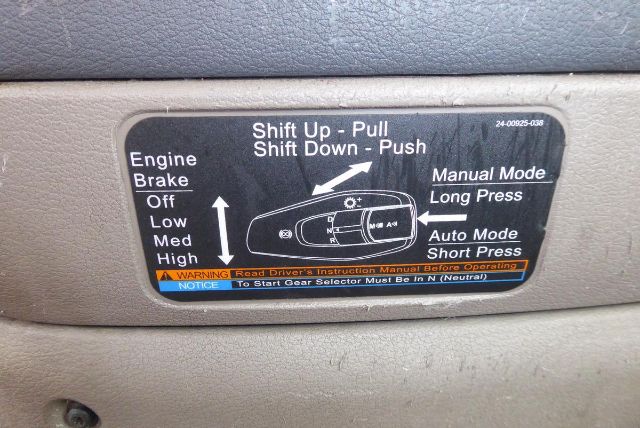 24-00925-038
Shift Up - Pull
Shift Down - Push
Engine
Brake
Off
Low
Med
High
D
N
R
M
A
+
-
Manual Mode
Long Press
Auto Mode
Short Press
WARNING Read Driver's Instruction Manual Before Operating
NOTICE To Start Gear Selector Must Be In N (Neutral)